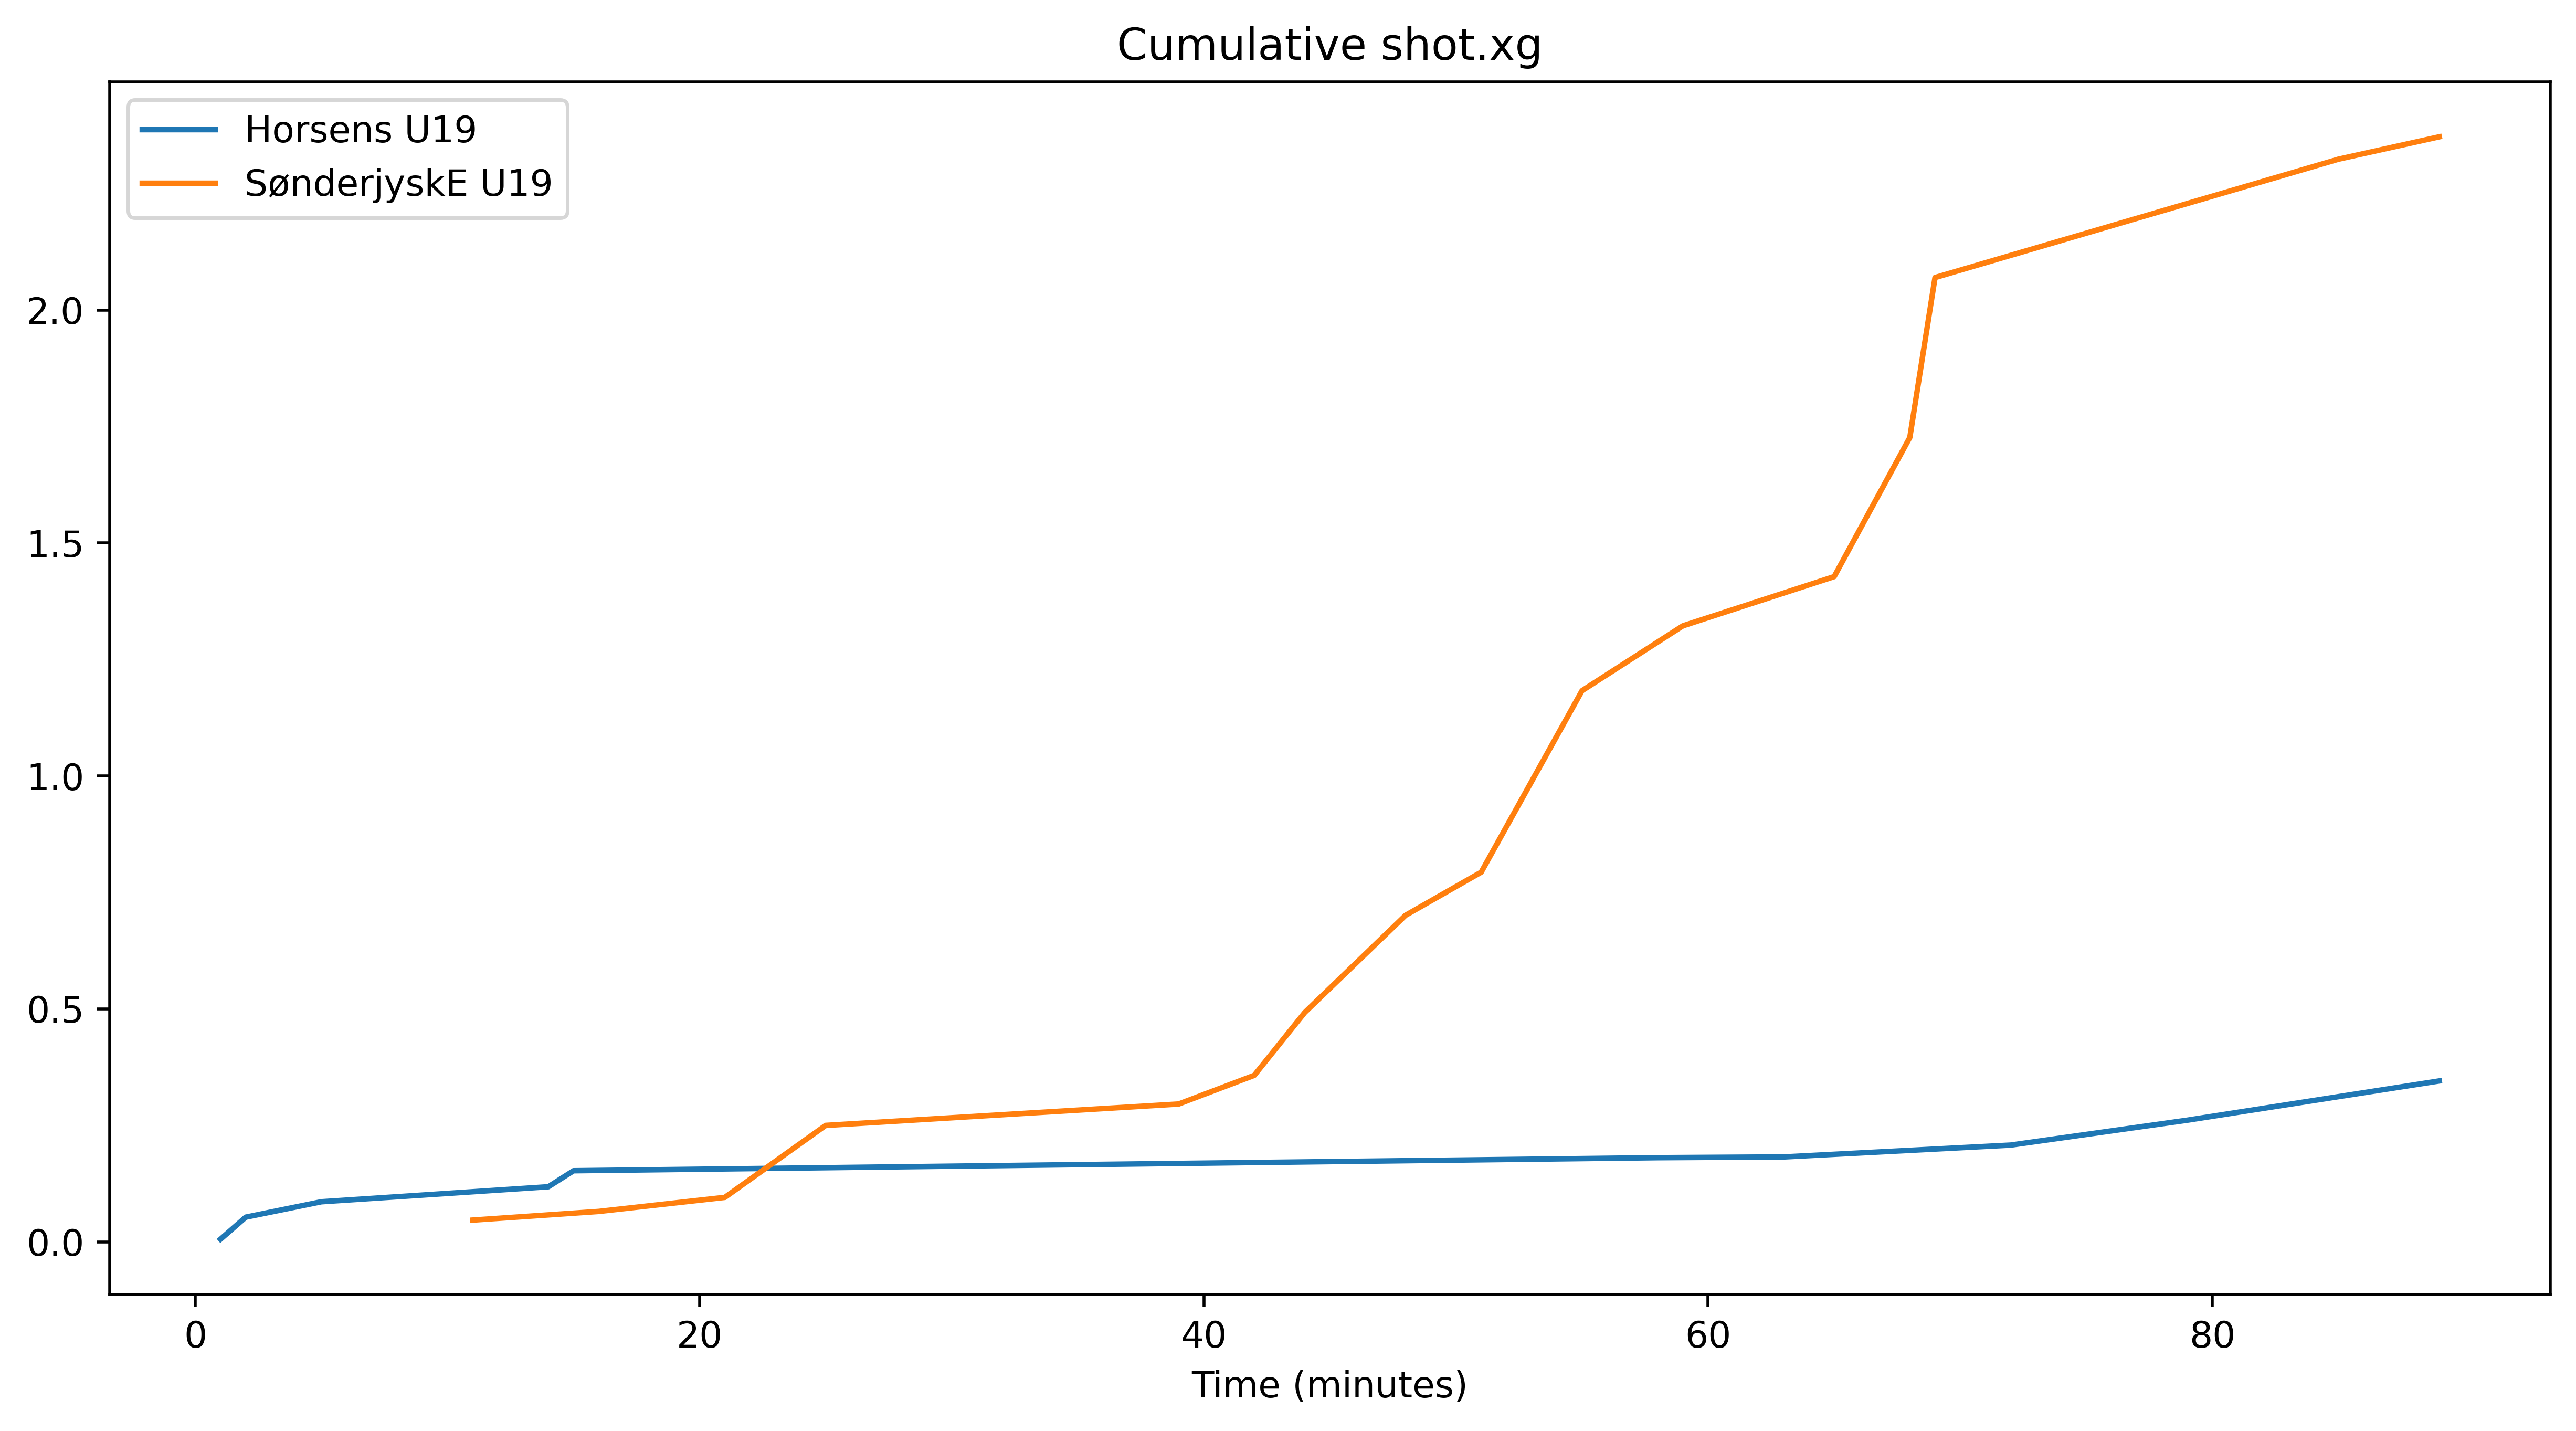 Cumulative shot.xg
Horsens U19
SønderjyskE U19
2.0
1.5
1.0
0.5
0.0
0 20 40 60 80
Time (minutes)